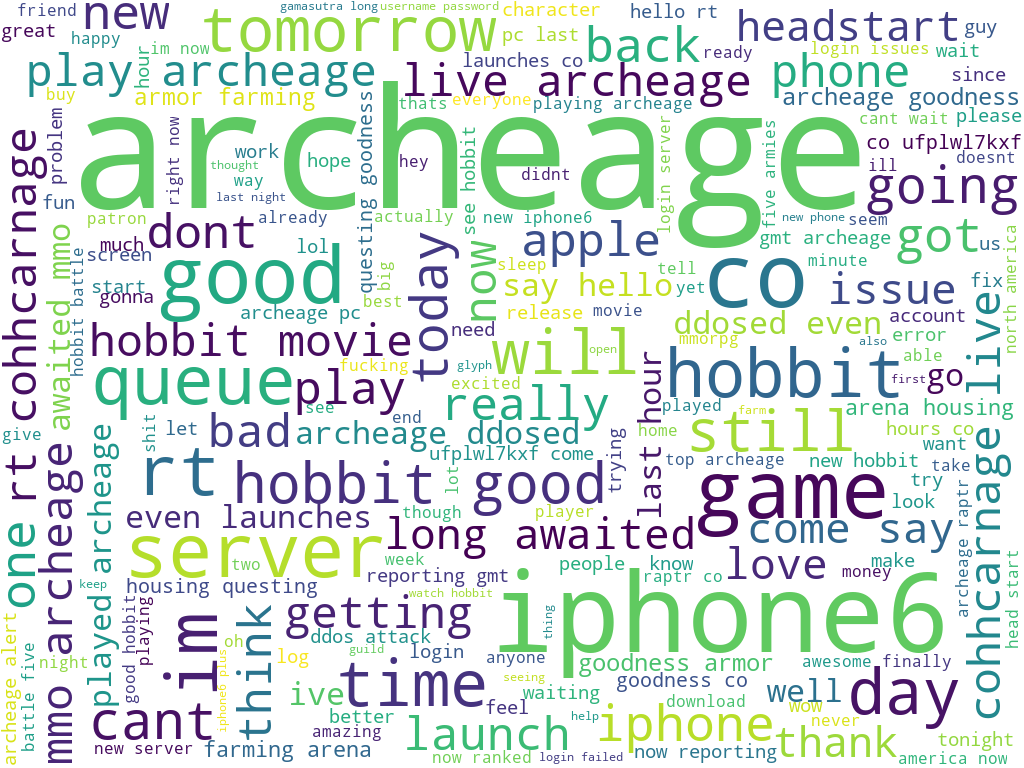 friend
new
gamasutra long
username password
character
hello rt
great
happy
im now
tomorrow
pc last
back
headstart
guy
hour
launches co
ready
login issues
wait
play archeage
live archeage
phone
since
buy
armor farming
thats
everyone
playing archeage
archeage goodness
cant wait
please
archeage
problem
right now
work
hope
hey
co ufplwl7kxf
thought
way
didnt
ill
doesnt
last night
going
fun
questing goodness
see hobbit
login server
five armies
patron
already
actually
new iphone6
new phone
seem
dont
much
lol
apple
gmt archeage
got
us
screen
good
today
now
sleep
tell
minute
start
big
say hello
yet
co
issue
fix
north america
gonna
best
release
movie
account
archeage pc
hobbit movie
need
ddosed even
mmorpg
also
error
cohhcarnage
rt
awaited mmo
hobbit battle
fucking
glyph
will
open
able
queue
play
excited
hobbit
first
go
see
really
played
farm
arena housing
give
shit
let
end
last hour
still
hours co
bad
archeage ddosed
home
want
live
one
rt
ufplwl7kxf come
trying
top archeage
new hobbit
take
hobbit good
lot
game
try
look
mmo archeage
played archeage
even launches
though
player
long awaited
come say
archeage raptr
server
two
week
people
know
love
make
head start
housing questing
reporting gmt
raptr co
money
keep
watch hobbit
iphone6
cohhcarnage
good hobbit
playing
im
think
getting
thing
ddos attack
archeage alert
battle five
oh
guild
login
anyone
goodness armor
awesome
finally
night
log
time
seeing
goodness co
well
day
iphone6 plus
ive
feel
waiting
download
wow
cant
better
amazing
launch
help
iphone
never
thank
tonight
new server
farming arena
now ranked
login failed
now reporting
america now